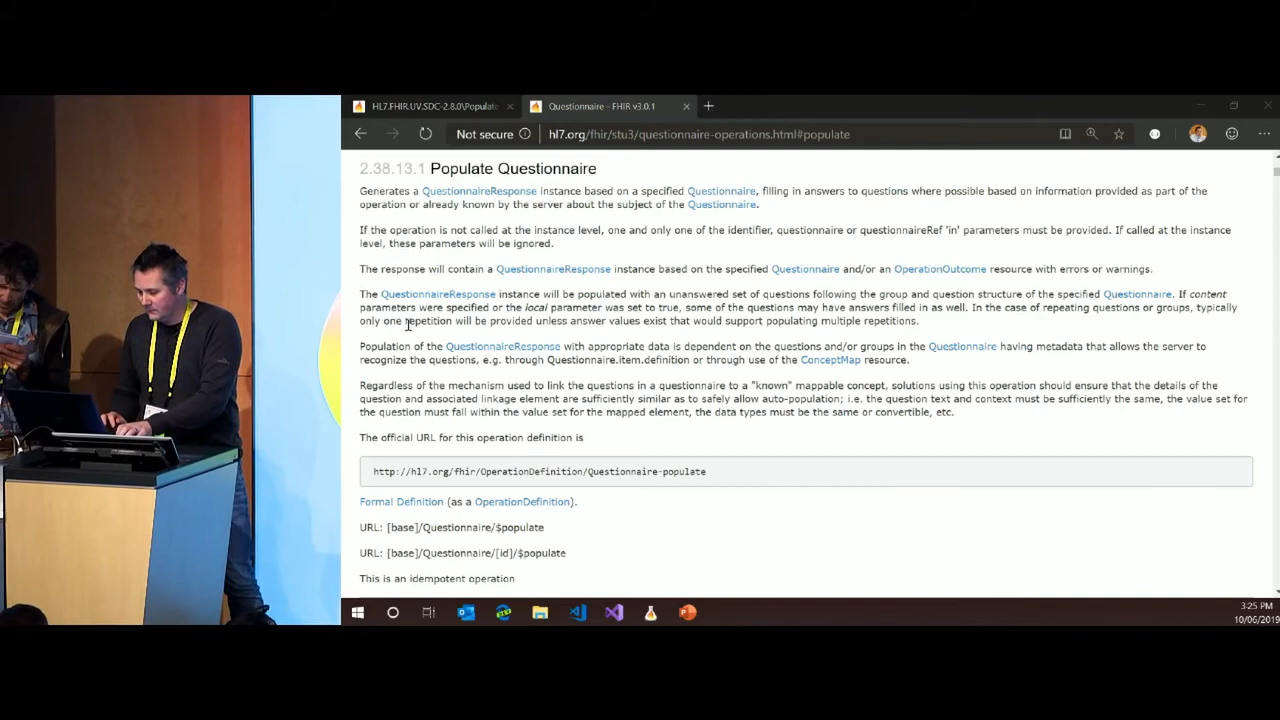 HL7.FHIR.UV.SDC-2.8.0\Populate
Questionnaire - FHIR v3.0.1
Not secure
hl7.org/fhir/stu3/questionnaire-operations.html#populate
2.38.13.1 Populate Questionnaire
Generates a QuestionnaireResponse instance based on a specified Questionnaire, filling in answers to questions where possible based on information provided as part of the
operation or already known by the server about the subject of the Questionnaire.
If the operation is not called at the instance level, one and only one of the identifier, questionnaire or questionnaireRef 'in' parameters must be provided. If called at the instance
level, these parameters will be ignored.
The response will contain a QuestionnaireResponse instance based on the specified Questionnaire and/or an OperationOutcome resource with errors or warnings.
The QuestionnaireResponse instance will be populated with an unanswered set of questions following the group and question structure of the specified Questionnaire. If content
parameters were specified or the local parameter was set to true, some of the questions may have answers filled in as well. In the case of repeating questions or groups, typically
only one repetition will be provided unless answer values exist that would support populating multiple repetitions.
Population of the QuestionnaireResponse with appropriate data is dependent on the questions and/or groups in the Questionnaire having metadata that allows the server to
recognize the questions, e.g. through Questionnaire.item.definition or through use of the ConceptMap resource.
Regardless of the mechanism used to link the questions in a questionnaire to a "known" mappable concept, solutions using this operation should ensure that the details of the
question and associated linkage element are sufficiently similar as to safely allow auto-population; i.e. the question text and context must be sufficiently the same, the value set for
the question must fall within the value set for the mapped element, the data types must be the same or convertible, etc.
The official URL for this operation definition is
http://hl7.org/fhir/OperationDefinition/Questionnaire-populate
Formal Definition (as a OperationDefinition).
URL: [base]/Questionnaire/$populate
URL: [base]/Questionnaire/[id]/$populate
This is an idempotent operation
3:25 PM
10/06/2019